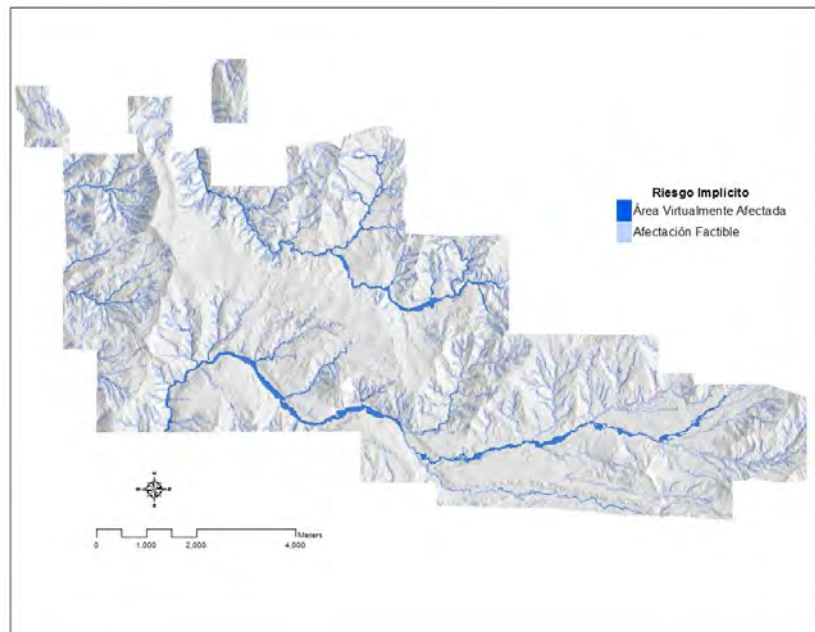 Riesgo Implícito
Área Virtualmente Afectada
Afectación Factible
Meters
0 1,000 2,000 4,000